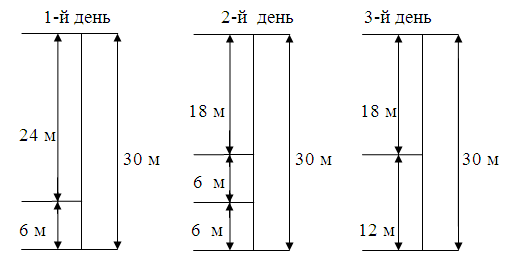 1-й день 2-й день 3-й день
18 м 18 м
24 м
30 м 30 м 30 м
6 м
6 м 6 м 12 м